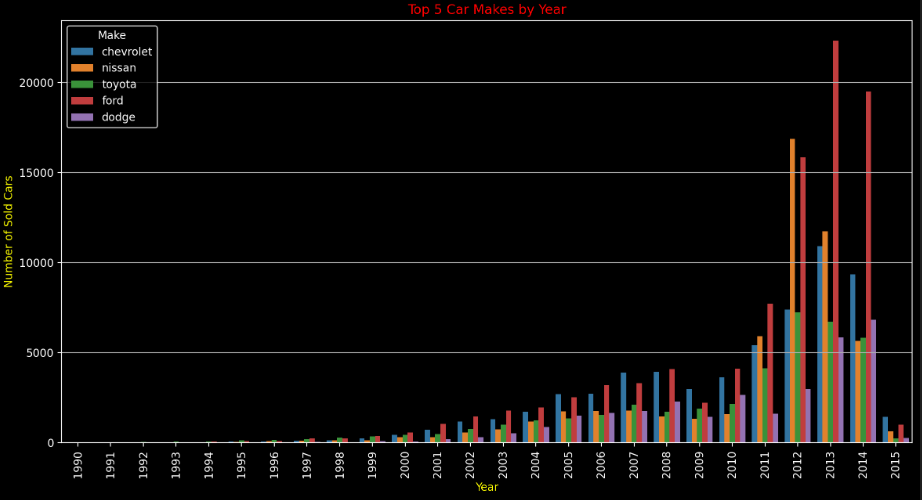 Top 5 Car Makes by Year
Make
chevrolet
nissan
toyota
ford
dodge
Number of Sold Cars
20000
15000
10000
5000
0
1990 1991 1992 1993 1994 1995 1996 1997 1998 1999 2000 2001 2002 2003 2004 2005 2006 2007 2008 2009 2010 2011 2012 2013 2014 2015
Year